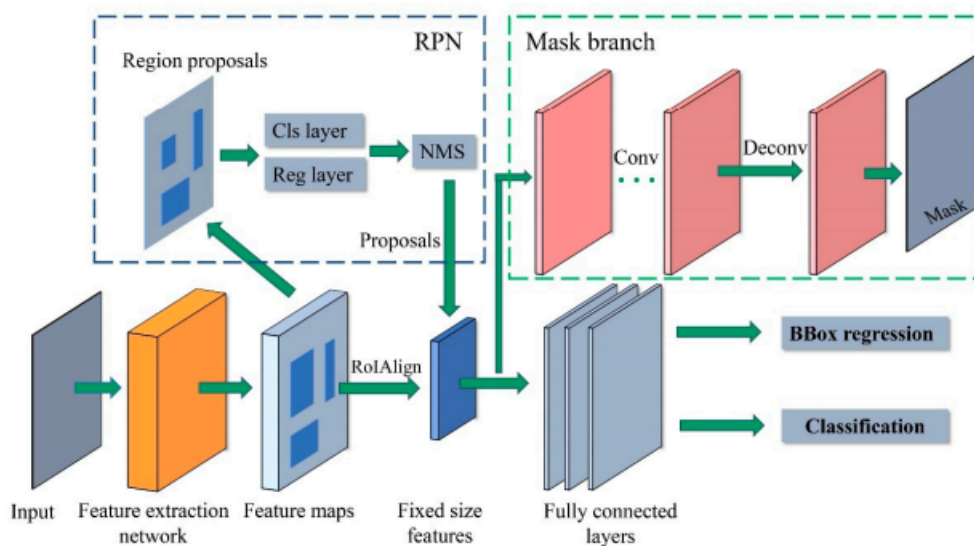 RPN
Region proposals
Cls layer
Reg layer
NMS
Proposals
Mask branch
Conv
Deconv
Mask
RoIAlign
BBox regression
Classification
Input
Feature extraction
network
Feature maps
Fixed size
features
Fully connected
layers